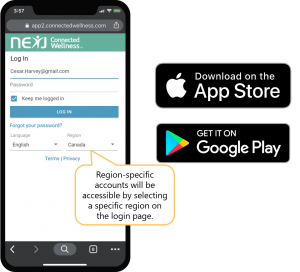 3:57
app2.connectedwellness.com
NEXJ Connected
Wellness
Log In
Cesar.Harvey@gmail.com
Password
Keep me logged in
LOG IN
Forgot your password?
Language Region
English Canada
Terms | Privacy
Region-specific
accounts will be
accessible by selecting
a specific region on
the login page.
6
Download on the
App Store
GET IT ON
Google Play